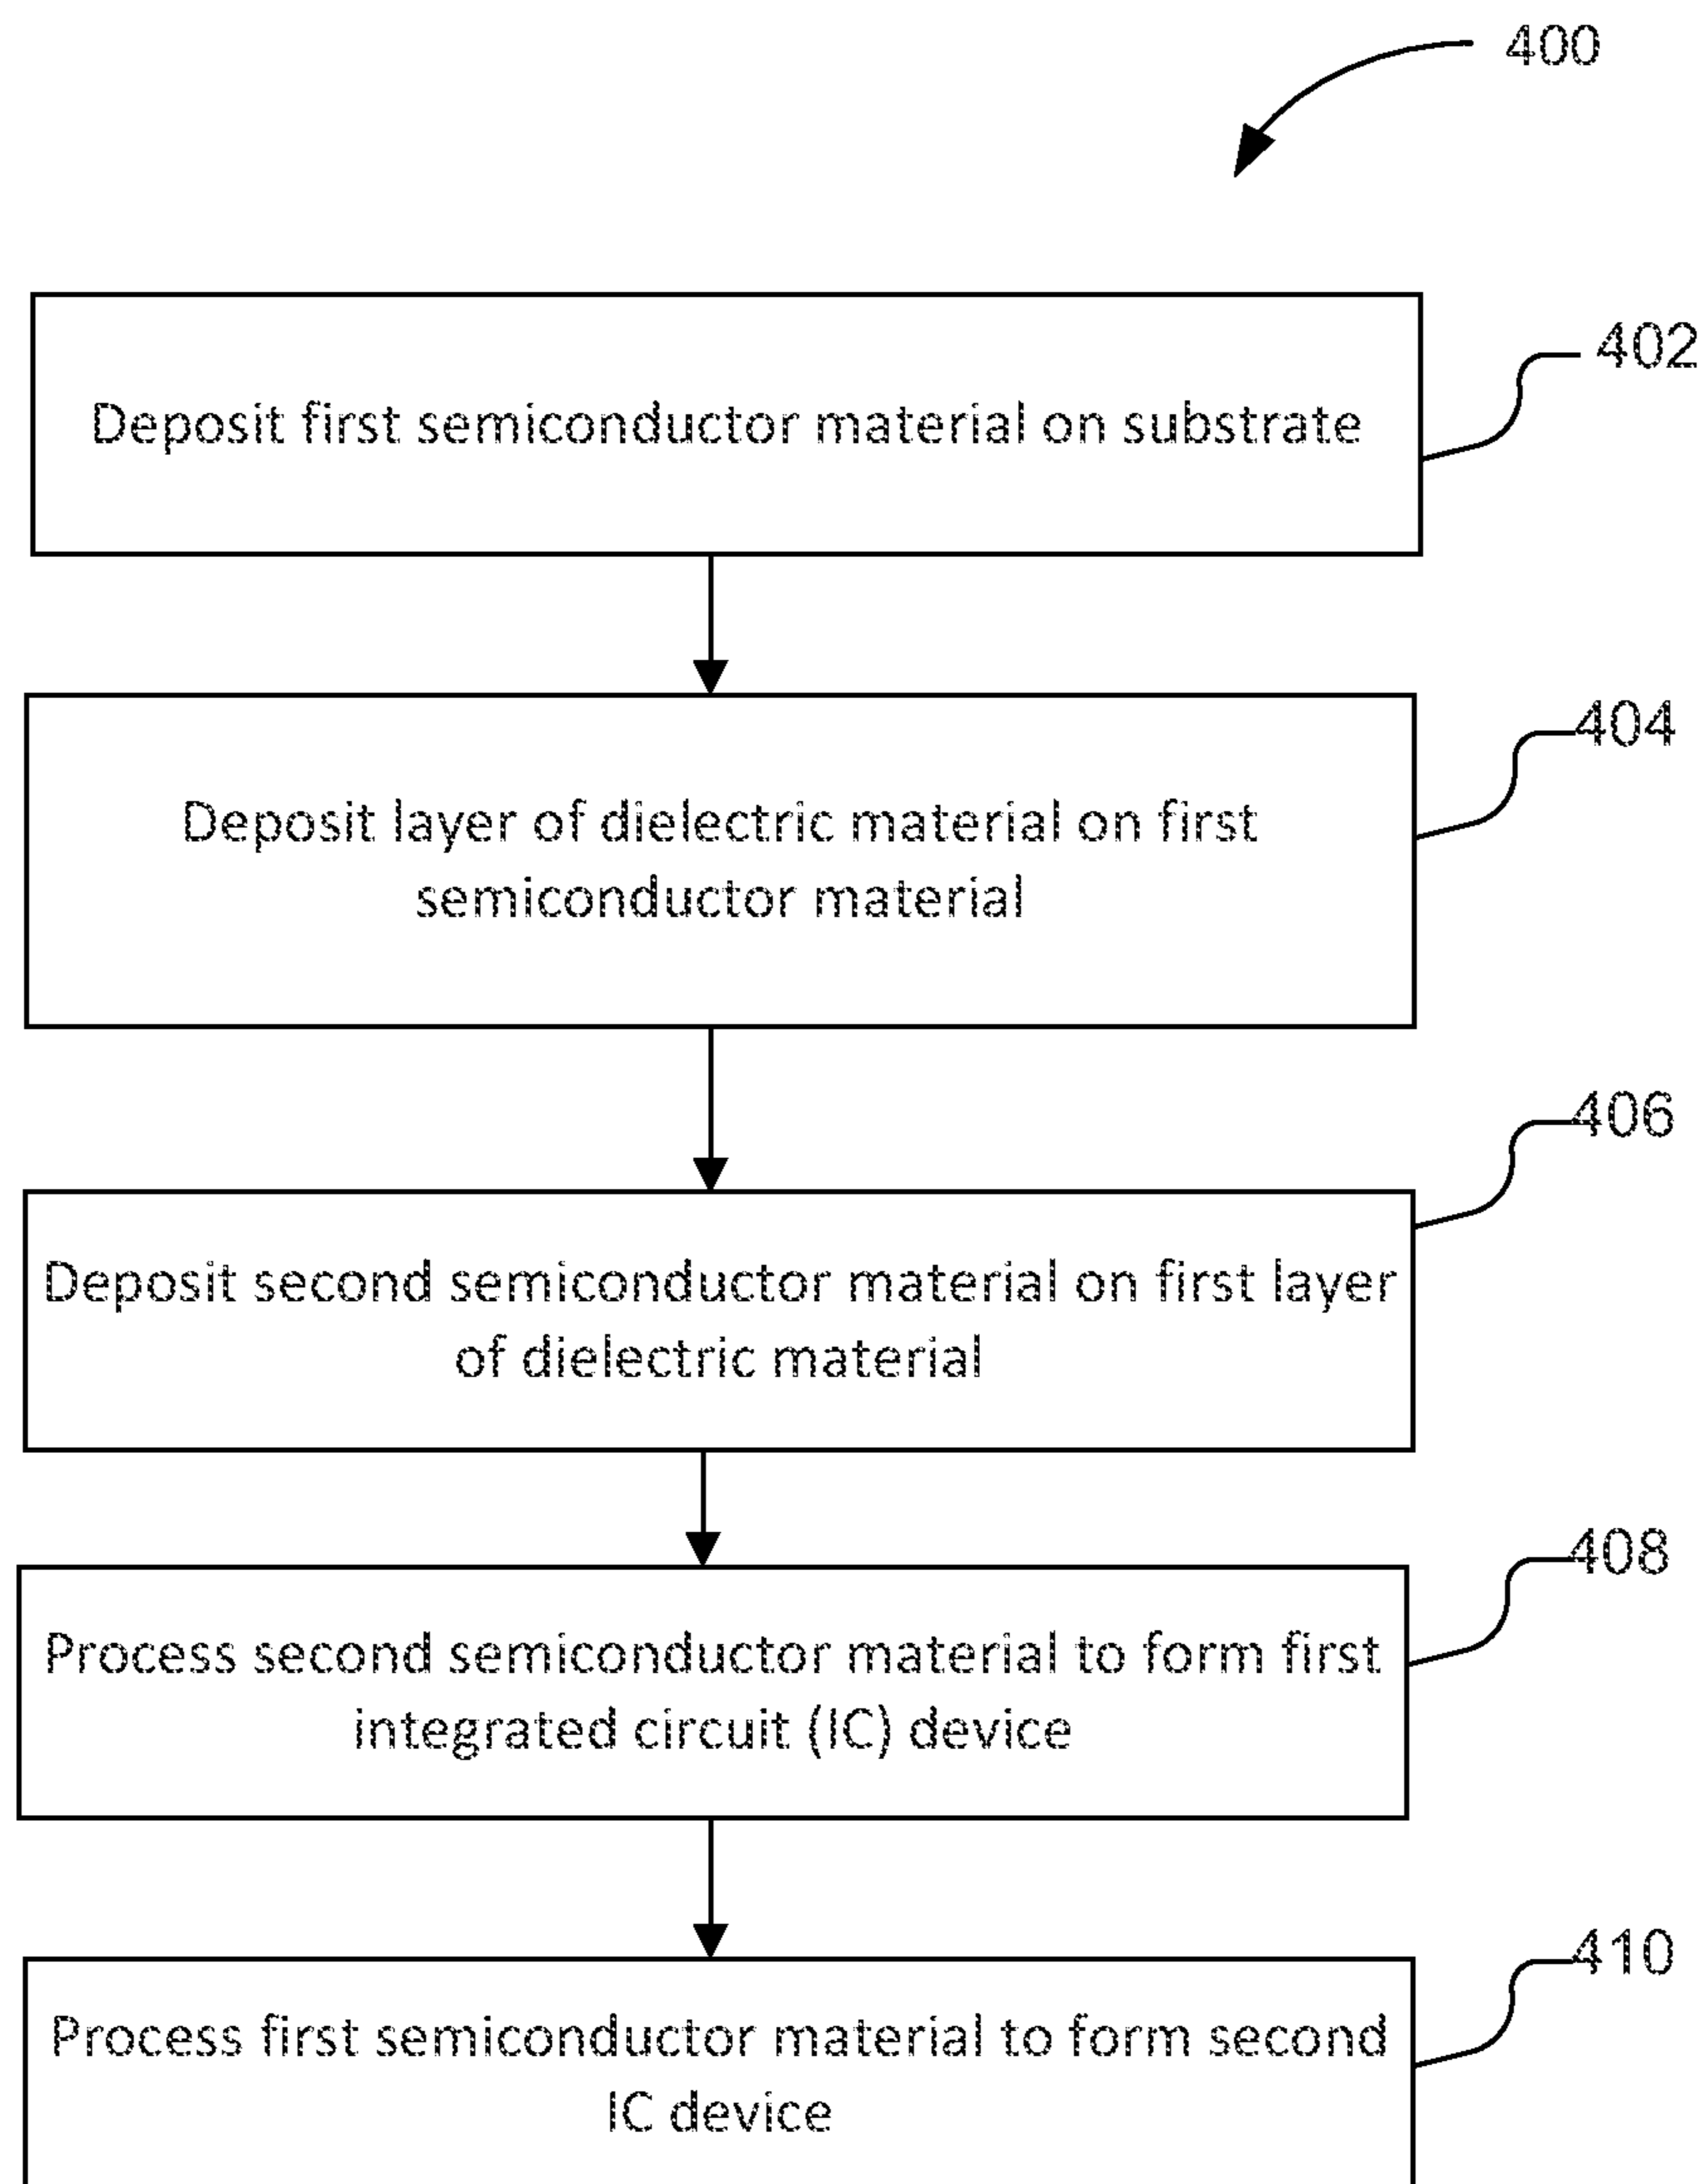 400
402
Deposit first semiconductor material on substrate
404
Deposit layer of dielectric material on first
semiconductor material
406
Deposit second semiconductor material on first layer
of dielectric material
408
Process second semiconductor material to form first
integrated circuit (IC) device
410
Process first semiconductor material to form second
IC device